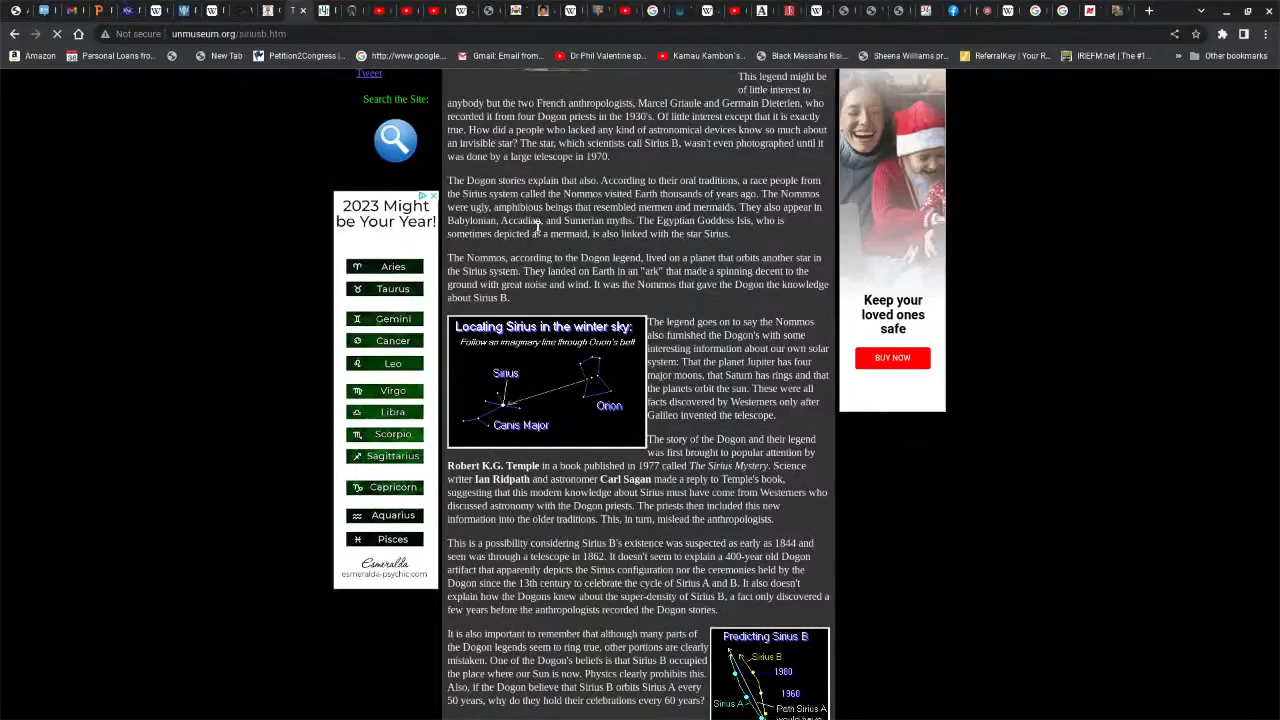 T
Not secure
unmuseum.org/siriusb.htm
Amazon
Personal Loans fro...
New Tab
Petition2Congress |...
http://www.google...
Gmail: Email from...
Dr Phil Valentine sp...
Kamau Kambon's...
Black Messiahs Risi...
Sheena Williams pr...
ReferralKey | Your R...
IRIEFM.net | The #1...
Other bookmarks
Tweet
Search the Site:
2023 Might
be Your Year!
Aries
Taurus
Gemini
Cancer
Leo
Virgo
Libra
Scorpio
Sagittarius
Capricorn
Aquarius
Pisces
Esmeralda
esmeralda-psychic.com
This legend might be
of little interest to
anybody but the two French anthropologists, Marcel Griaule and Germain Dieterlen, who
recorded it from four Dogon priests in the 1930's. Of little interest except that it is exactly
true. How did a people who lacked any kind of astronomical devices know so much about
an invisible star? The star, which scientists call Sirius B, wasn't even photographed until it
was done by a large telescope in 1970.
The Dogon stories explain that also. According to their oral traditions, a race people from
the Sirius system called the Nommos visited Earth thousands of years ago. The Nommos
were ugly, amphibious beings that resembled mermen and mermaids. They also appear in
Babylonian, Accadian, and Sumerian myths. The Egyptian Goddess Isis, who is
sometimes depicted as a mermaid, is also linked with the star Sirius.
The Nommos, according to the Dogon legend, lived on a planet that orbits another star in
the Sirius system. They landed on Earth in an "ark" that made a spinning decent to the
ground with great noise and wind. It was the Nommos that gave the Dogon the knowledge
about Sirius B.
Locating Sirius in the winter sky:
Follow an imaginary line through Orion's belt
Sirius
Orion
Canis Major
The legend goes on to say the Nommos
also furnished the Dogon's with some
interesting information about our own solar
system: That the planet Jupiter has four
major moons, that Saturn has rings and that
the planets orbit the sun. These were all
facts discovered by Westerners only after
Galileo invented the telescope.
The story of the Dogon and their legend
was first brought to popular attention by
Robert K.G. Temple in a book published in 1977 called The Sirius Mystery. Science
writer Ian Ridpath and astronomer Carl Sagan made a reply to Temple's book,
suggesting that this modern knowledge about Sirius must have come from Westerners who
discussed astronomy with the Dogon priests. The priests then included this new
information into the older traditions. This, in turn, mislead the anthropologists.
This is a possibility considering Sirius B's existence was suspected as early as 1844 and
seen was through a telescope in 1862. It doesn't seem to explain a 400-year old Dogon
artifact that apparently depicts the Sirius configuration nor the ceremonies held by the
Dogon since the 13th century to celebrate the cycle of Sirius A and B. It also doesn't
explain how the Dogons knew about the super-density of Sirius B, a fact only discovered a
few years before the anthropologists recorded the Dogon stories.
It is also important to remember that although many parts of
the Dogon legends seem to ring true, other portions are clearly
mistaken. One of the Dogon's beliefs is that Sirius B occupied
the place where our Sun is now. Physics clearly prohibits this.
Also, if the Dogon believe that Sirius B orbits Sirius A every
50 years, why do they hold their celebrations every 60 years?
Predicting Sirius B
Sirius B
1980
1960
Sirius A
Path Sirius A
would have
Keep your
loved ones
safe
BUY NOW